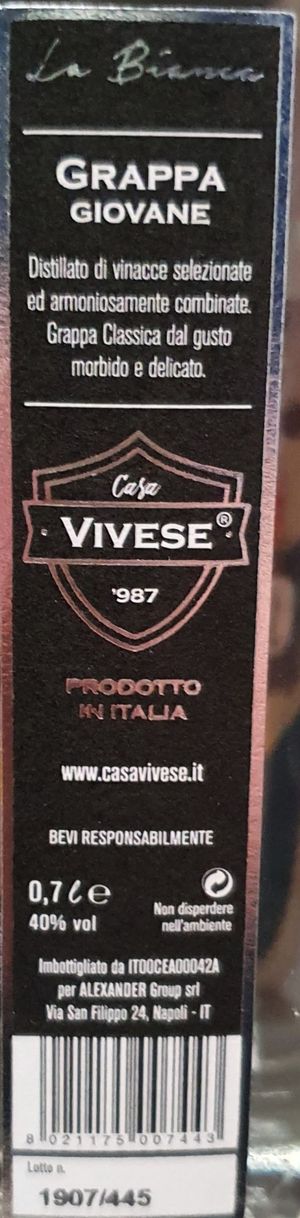 La Bianca
GRAPPA
GIOVANE
Distillato di vinacce selezionate
ed armoniosamente combinate.
Grappa Classica dal gusto
morbido e delicato.
Casa
VIVESE®
'987
PRODOTTO
IN ITALIA
www.casavivese.it
BEVI RESPONSABILMENTE
0,7 ℓ ℮
40% vol
Non disperdere
nell'ambiente
Imbottigliato da IT00CEA00042A
per ALEXANDER Group srl
Via San Filippo 24, Napoli - IT
8 021175 007443
Lotto n.
1907/445